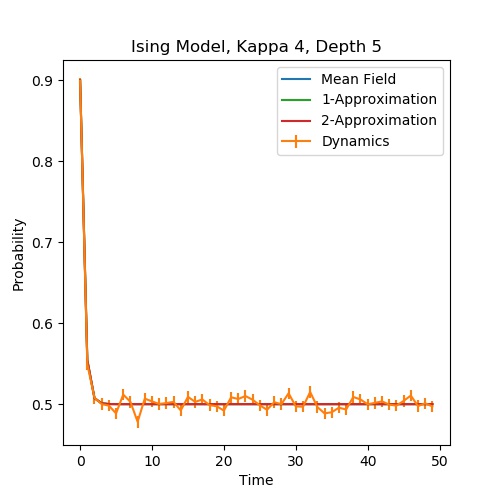 Ising Model, Kappa 4, Depth 5
Mean Field
1-Approximation
2-Approximation
Dynamics
Probability
0.9
0.8
0.7
0.6
0.5
0 10 20 30 40 50
Time